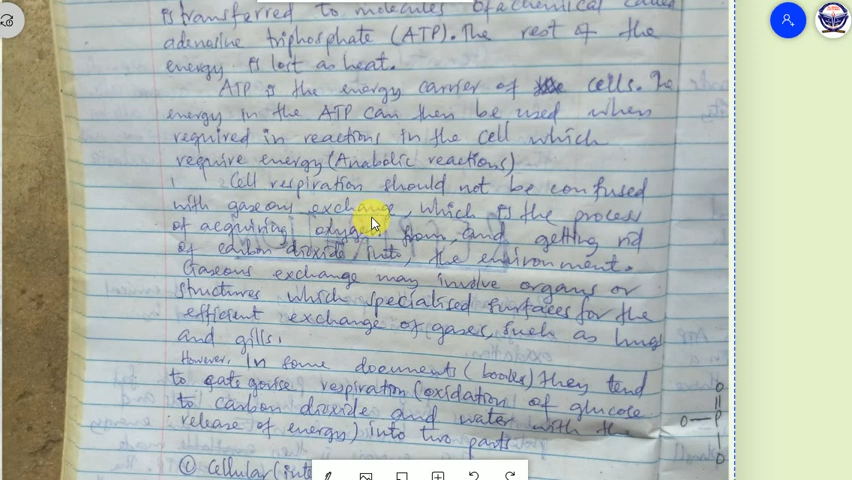 is transferred to molecules of a chemical called
adenosine triphosphate (ATP). The rest of the
energy is lost as heat.
ATP is the energy carrier of cells. The
energy in the ATP can then be used when
required in reactions in the cell which
require energy (Anabolic reactions)
Cell respiration should not be confused
with gaseous exchange, which is the process
of acquiring oxygen from, and getting rid
of carbon dioxide into, the environment.
Gaseous exchange may involve organs or
structures which specialised surfaces for the
efficient exchange of gases, such as lungs
and gills.
However, in some documents (books) they tend
to categorise respiration (oxidation of glucose
to carbon dioxide and water with the
release of energy) into two parts
Cellular (inte
O
O-P
O